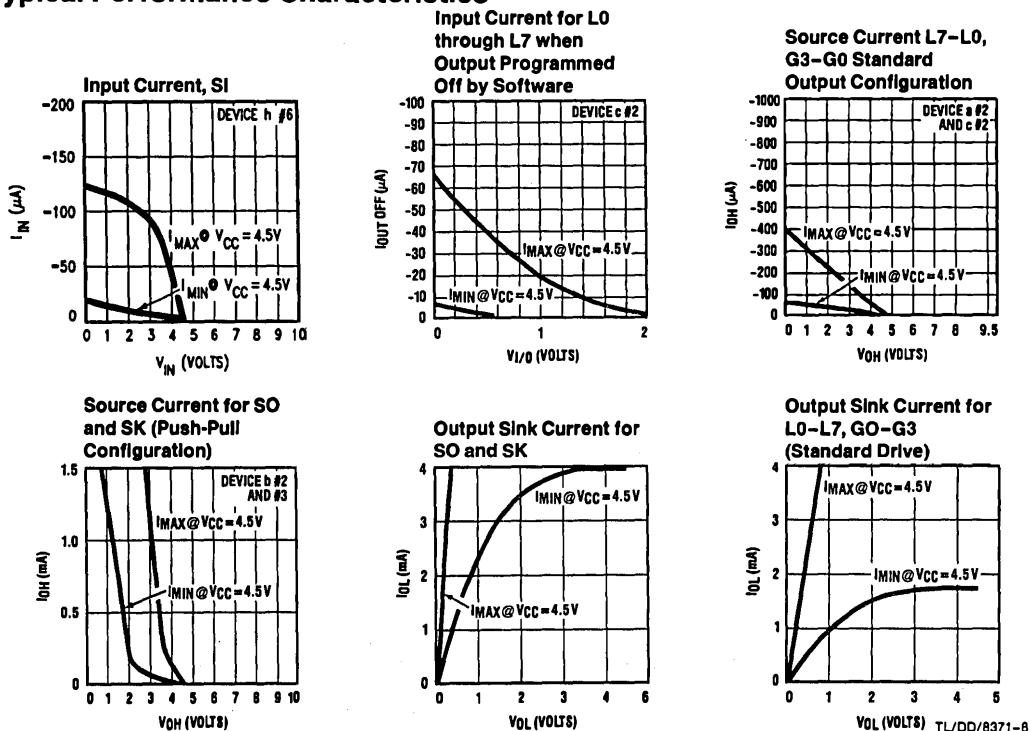 Typical Performance Characteristics
Input Current, SI
-200
-150
-100
-50
0
I IN (μA)
DEVICE h #6
I MAX @ VCC = 4.5V
I MIN @ VCC = 4.5V
0 1 2 3 4 5 6 7 8 9 10
VIN (VOLTS)
Input Current for L0
through L7 when
Output Programmed
Off by Software
-100
-90
-80
-70
-60
-50
-40
-30
-20
-10
0
IOUT OFF (μA)
DEVICE c #2
IMAX @ VCC = 4.5V
IMIN @ VCC = 4.5V
0 1 2
VI/O (VOLTS)
Source Current L7–L0,
G3–G0 Standard
Output Configuration
-1000
-900
-800
-700
-600
-500
-400
-300
-200
-100
0
IOH (μA)
DEVICE a #2
AND c #2
IMAX @ VCC = 4.5V
IMIN @ VCC = 4.5V
0 1 2 3 4 5 6 7 8 9.5
VOH (VOLTS)
Source Current for SO
and SK (Push-Pull
Configuration)
1.5
1.0
0.5
0
IOH (mA)
DEVICE b #2
AND #3
IMAX @ VCC = 4.5V
IMIN @ VCC = 4.5V
0 1 2 3 4 5 6 7 8 9 10
VOH (VOLTS)
Output Sink Current for
SO and SK
4
3
2
1
0
IOL (mA)
IMIN @ VCC = 4.5V
IMAX @ VCC = 4.5V
0 1 2 3 4 5 6
VOL (VOLTS)
Output Sink Current for
L0–L7, GO–G3
(Standard Drive)
4
3
2
1
0
IOL (mA)
IMAX @ VCC = 4.5V
IMIN @ VCC = 4.5V
0 1 2 3 4 5
VOL (VOLTS)
TL/DD/8371–8